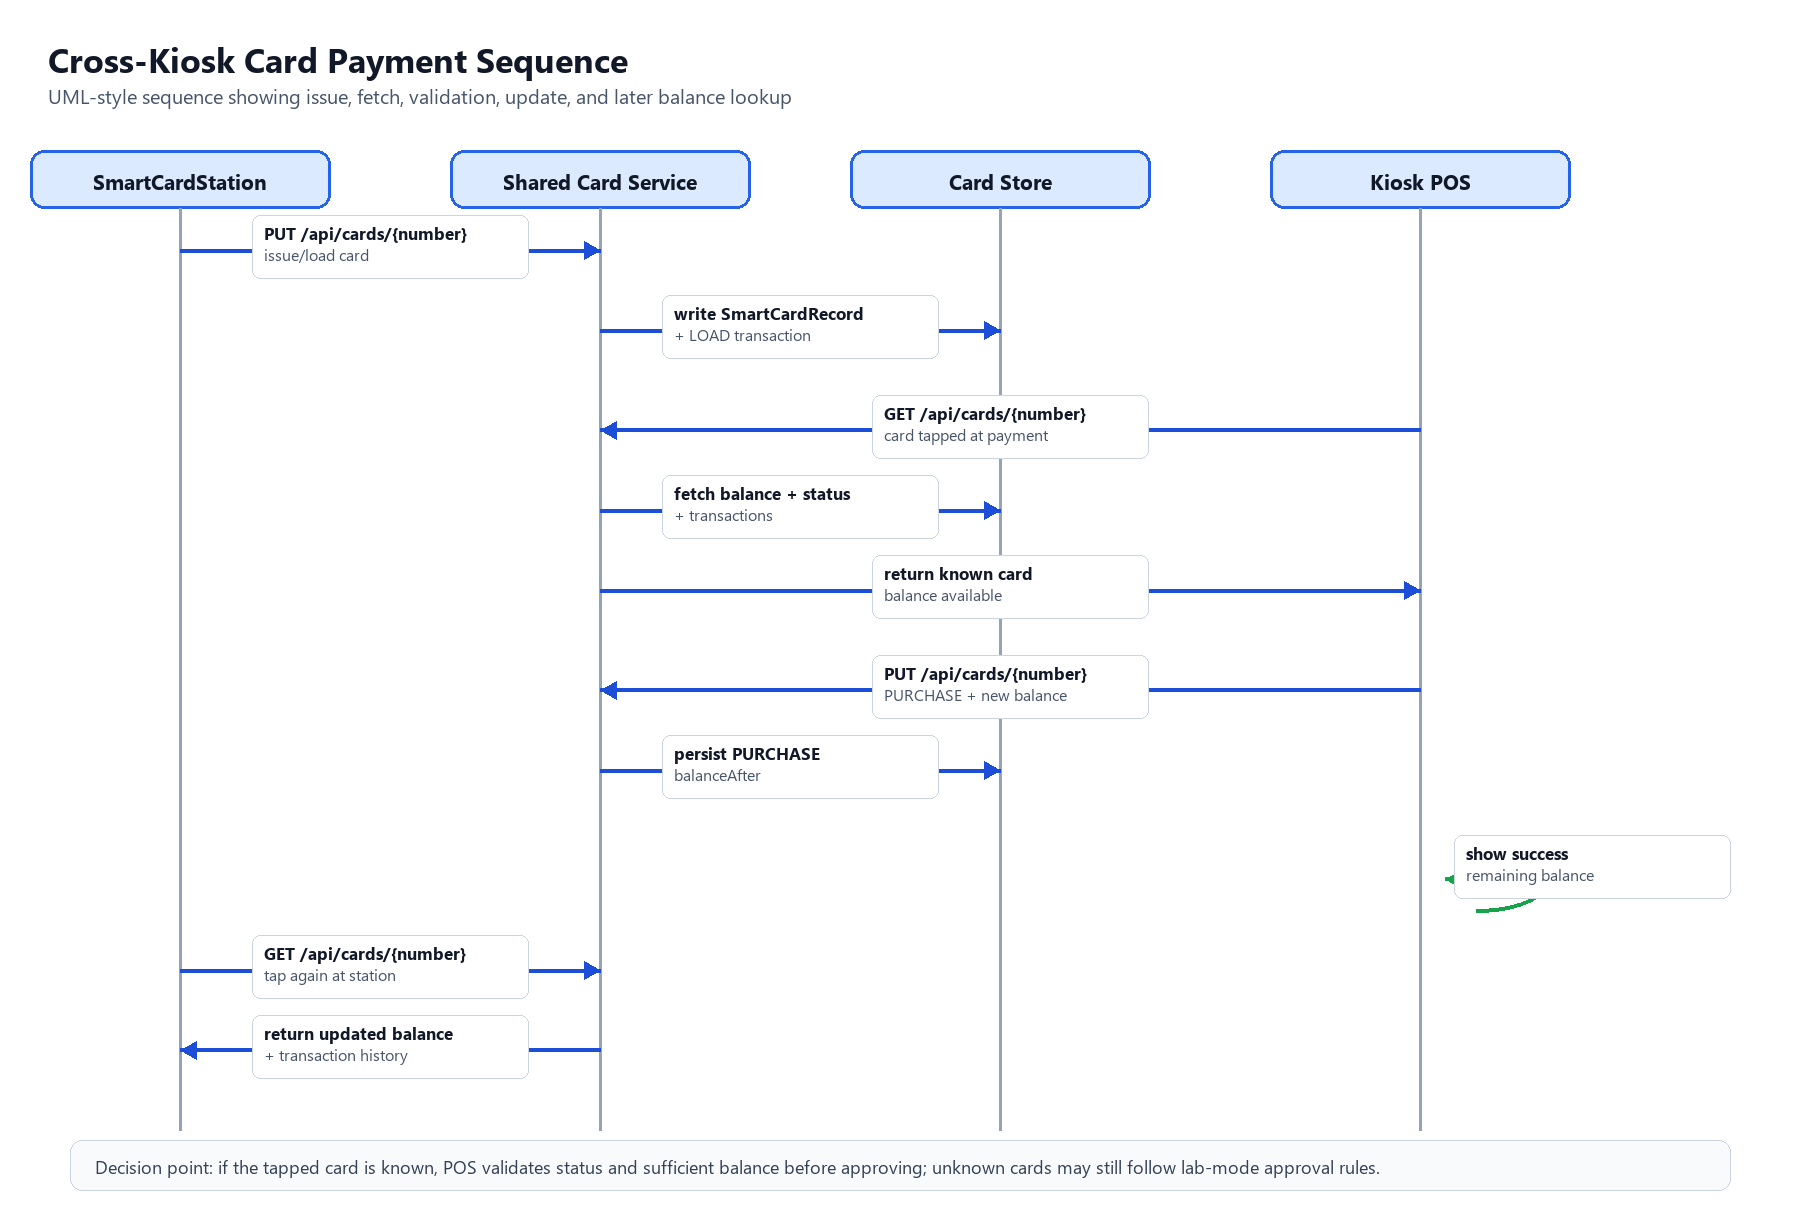 Cross-Kiosk Card Payment Sequence
UML-style sequence showing issue, fetch, validation, update, and later balance lookup
SmartCardStation
Shared Card Service
Card Store
Kiosk POS
PUT /api/cards/{number}
issue/load card
write SmartCardRecord
+ LOAD transaction
GET /api/cards/{number}
card tapped at payment
fetch balance + status
+ transactions
return known card
balance available
PUT /api/cards/{number}
PURCHASE + new balance
persist PURCHASE
balanceAfter
show success
remaining balance
GET /api/cards/{number}
tap again at station
return updated balance
+ transaction history
Decision point: if the tapped card is known, POS validates status and sufficient balance before approving; unknown cards may still follow lab-mode approval rules.